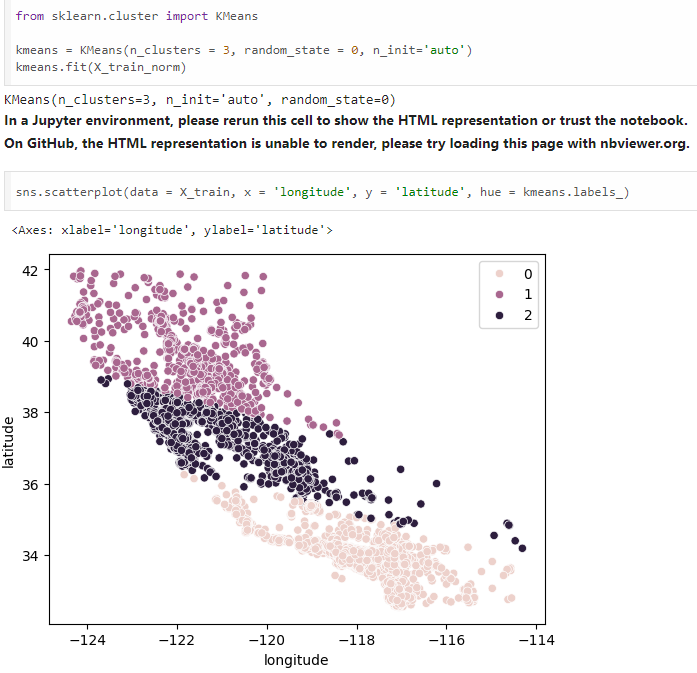 from sklearn.cluster import KMeans
kmeans = KMeans(n_clusters = 3, random_state = 0, n_init='auto')
kmeans.fit(X_train_norm)
KMeans(n_clusters=3, n_init='auto', random_state=0)
In a Jupyter environment, please rerun this cell to show the HTML representation or trust the notebook.
On GitHub, the HTML representation is unable to render, please try loading this page with nbviewer.org.
sns.scatterplot(data = X_train, x = 'longitude', y = 'latitude', hue = kmeans.labels_)
<Axes: xlabel='longitude', ylabel='latitude'>
0
1
2
42
40
38
36
34
latitude
−124 −122 −120 −118 −116 −114
longitude